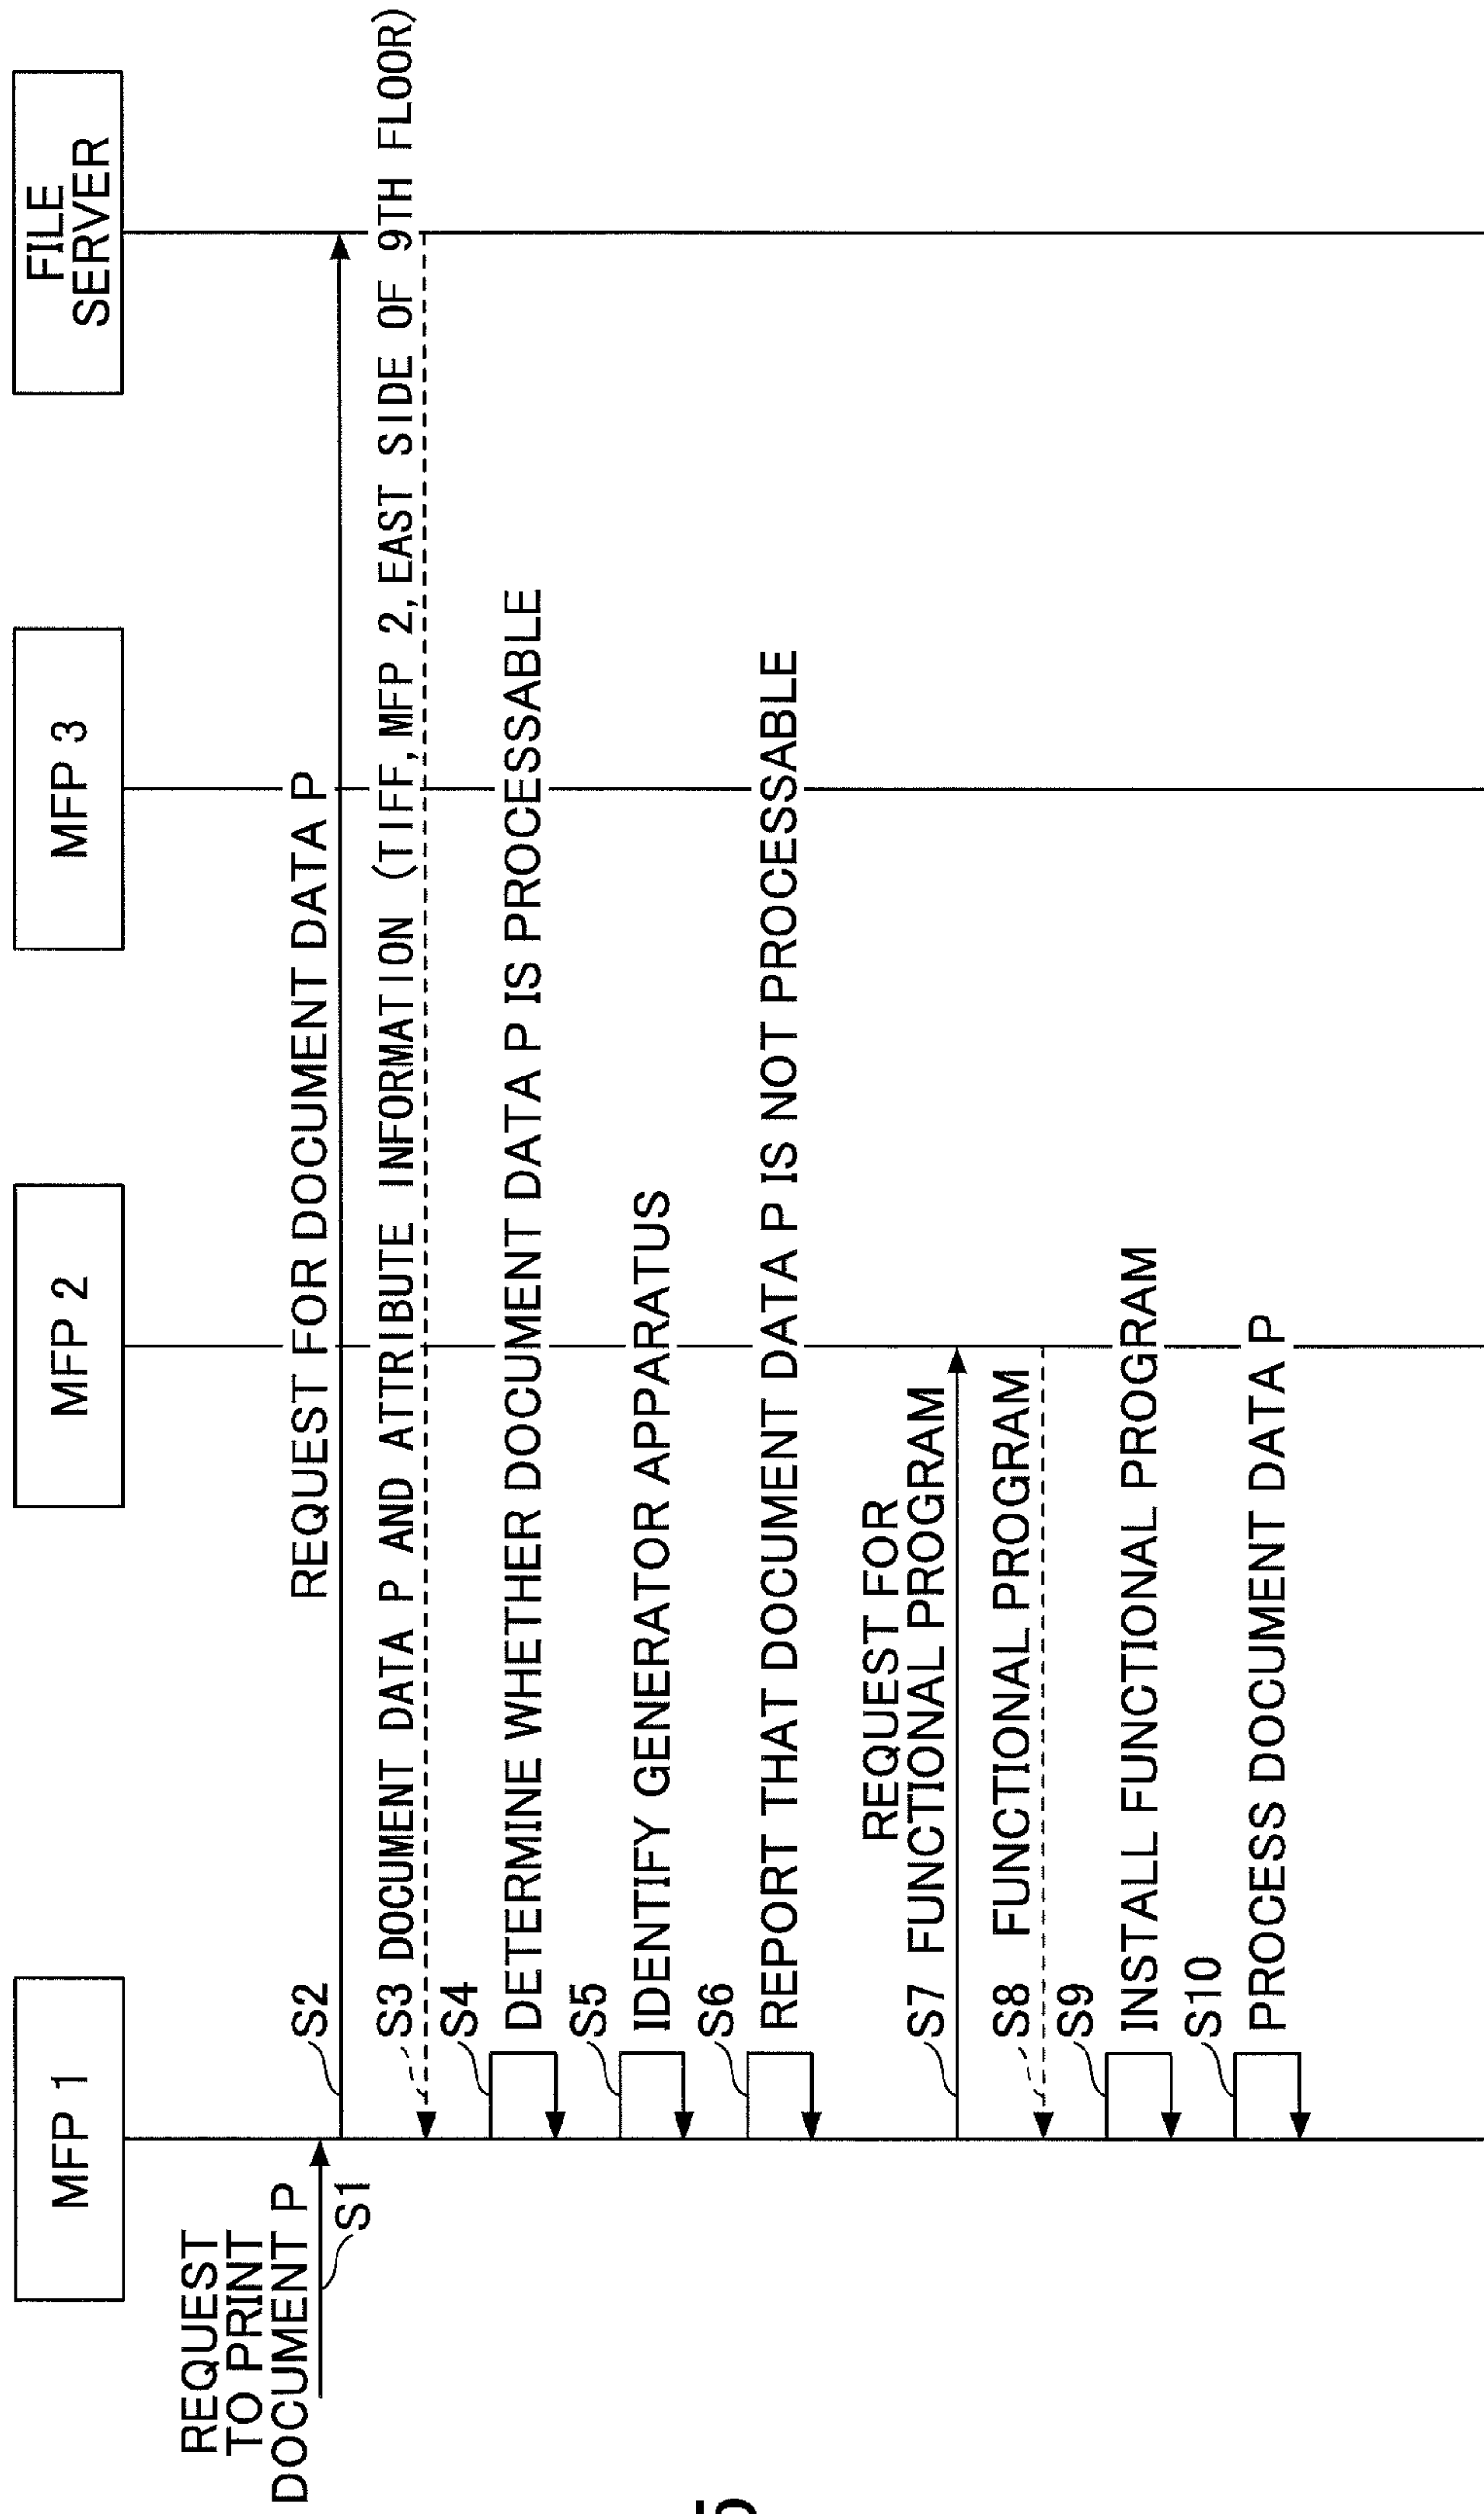 MFP 1
MFP 2
MFP 3
FILE
SERVER
REQUEST
TO PRINT
DOCUMENT P
S1
S2
REQUEST FOR DOCUMENT DATA P
S3 DOCUMENT DATA P AND ATTRIBUTE INFORMATION (TIFF, MFP 2, EAST SIDE OF 9TH FLOOR)
S4
DETERMINE WHETHER DOCUMENT DATA P IS PROCESSABLE
S5
IDENTIFY GENERATOR APPARATUS
S6
REPORT THAT DOCUMENT DATA P IS NOT PROCESSABLE
REQUEST FOR
S7 FUNCTIONAL PROGRAM
S8 FUNCTIONAL PROGRAM
S9
INSTALL FUNCTIONAL PROGRAM
S10
PROCESS DOCUMENT DATA P